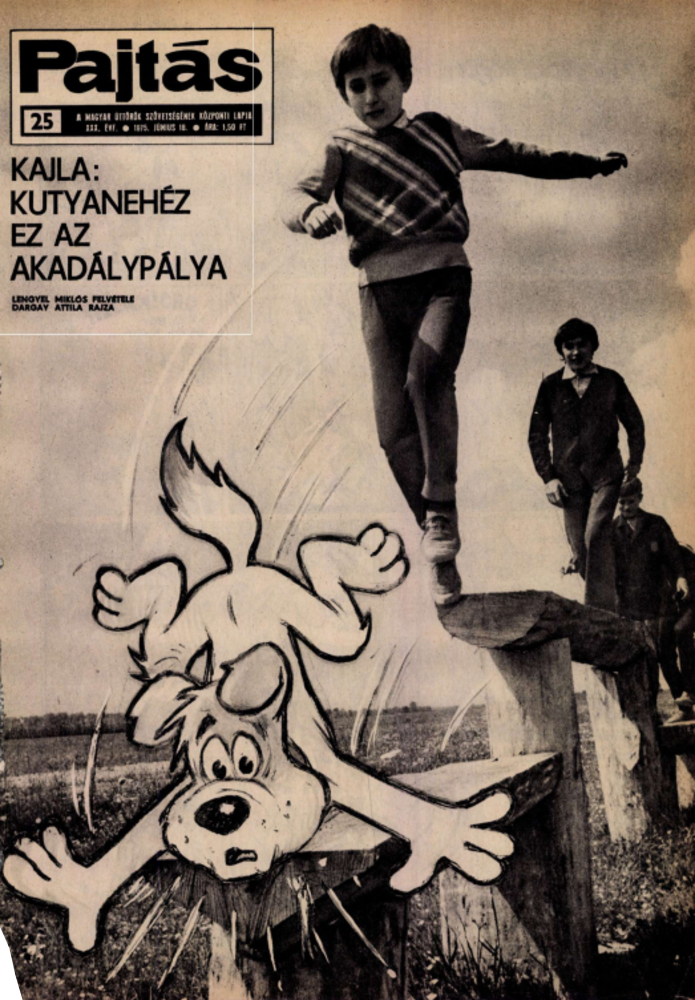 Pajtás
25
A MAGYAR ÚTTÖRŐK SZÖVETSÉGÉNEK KÖZPONTI LAPJA
XXX. ÉVF. ● 1975. JÚNIUS 18. ● ÁRA: 1,50 FT
KAJLA:
KUTYANEHÉZ
EZ AZ
AKADÁLYPÁLYA
LENGYEL MIKLÓS FELVÉTELE
DARGAY ATTILA RAJZA